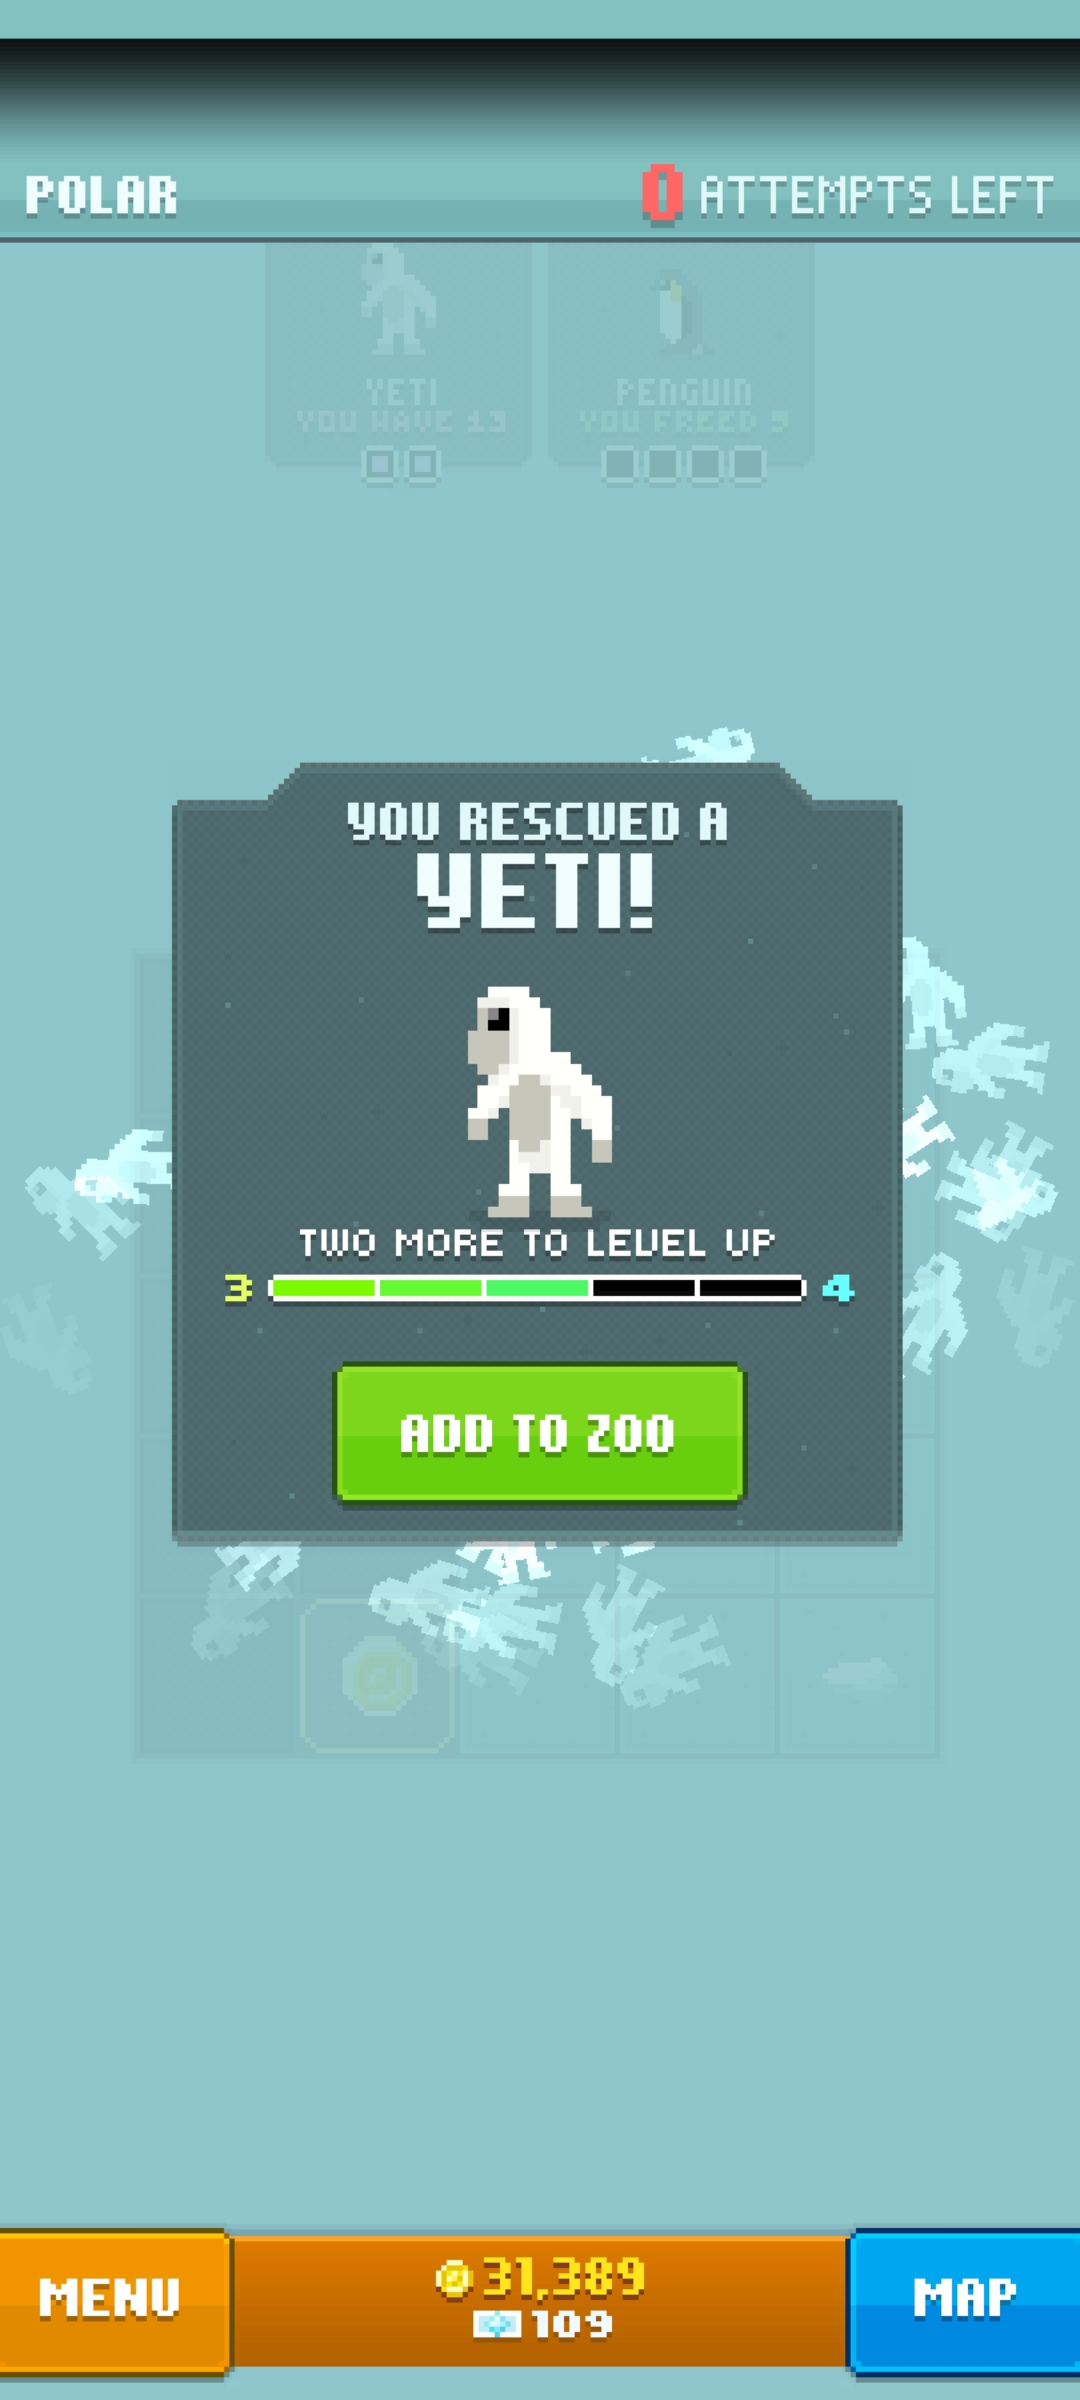 POLAR
0 ATTEMPTS LEFT
YETI
YOU HAVE 13
PENGUIN
YOU FREED 9
YOU RESCUED A
YETI!
TWO MORE TO LEVEL UP
3
4
ADD TO ZOO
MENU
31,389
109
MAP